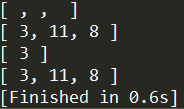 [ , ,  ]
[ 3, 11, 8 ]
[ 3 ]
[ 3, 11, 8 ]
[Finished in 0.6s]